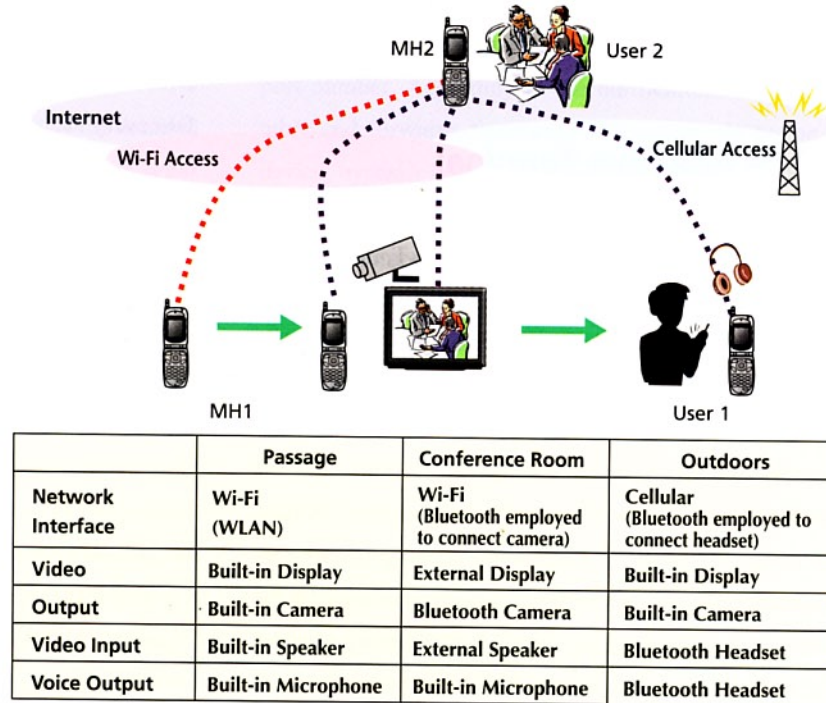 MH2
User 2
Internet
Wi-Fi Access
Cellular Access
MH1
User 1
Passage
Conference Room
Outdoors
Network
Interface
Wi-Fi
(WLAN)
Wi-Fi
(Bluetooth employed
to connect camera)
Cellular
(Bluetooth employed to
connect headset)
Video
Built-in Display
External Display
Built-in Display
Output
Built-in Camera
Bluetooth Camera
Built-in Camera
Video Input
Built-in Speaker
External Speaker
Bluetooth Headset
Voice Output
Built-in Microphone
Built-in Microphone
Bluetooth Headset